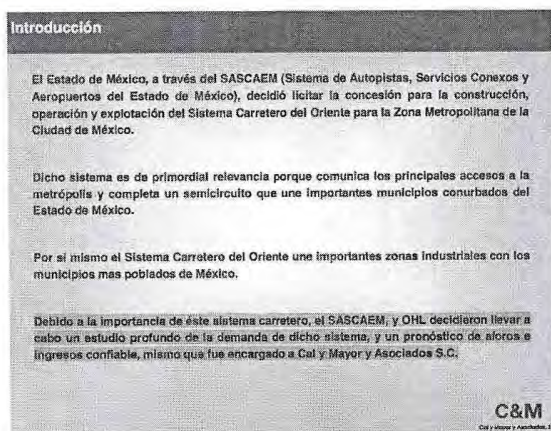 Introducción
El Estado de México, a través del SASCAEM (Sistema de Autopistas, Servicios Conexos y
Aeropuertos del Estado de México), decidió licitar la concesión para la construcción,
operación y explotación del Sistema Carretero del Oriente para la Zona Metropolitana de la
Ciudad de México.
Dicho sistema es de primordial relevancia porque comunica los principales accesos a la
metrópolis y completa un semicircuito que une importantes municipios conurbados del
Estado de México.
Por sí mismo el Sistema Carretero del Oriente une importantes zonas industriales con los
municipios mas poblados de México.
Debido a la importancia de éste sistema carretero, el SASCAEM, y OHL decidieron llevar a
cabo un estudio profundo de la demanda de dicho sistema, y un pronóstico de aforos e
ingresos confiable, mismo que fue encargado a Cal y Mayor y Asociados S.C.
C&M
Cal y Mayor y Asociados,